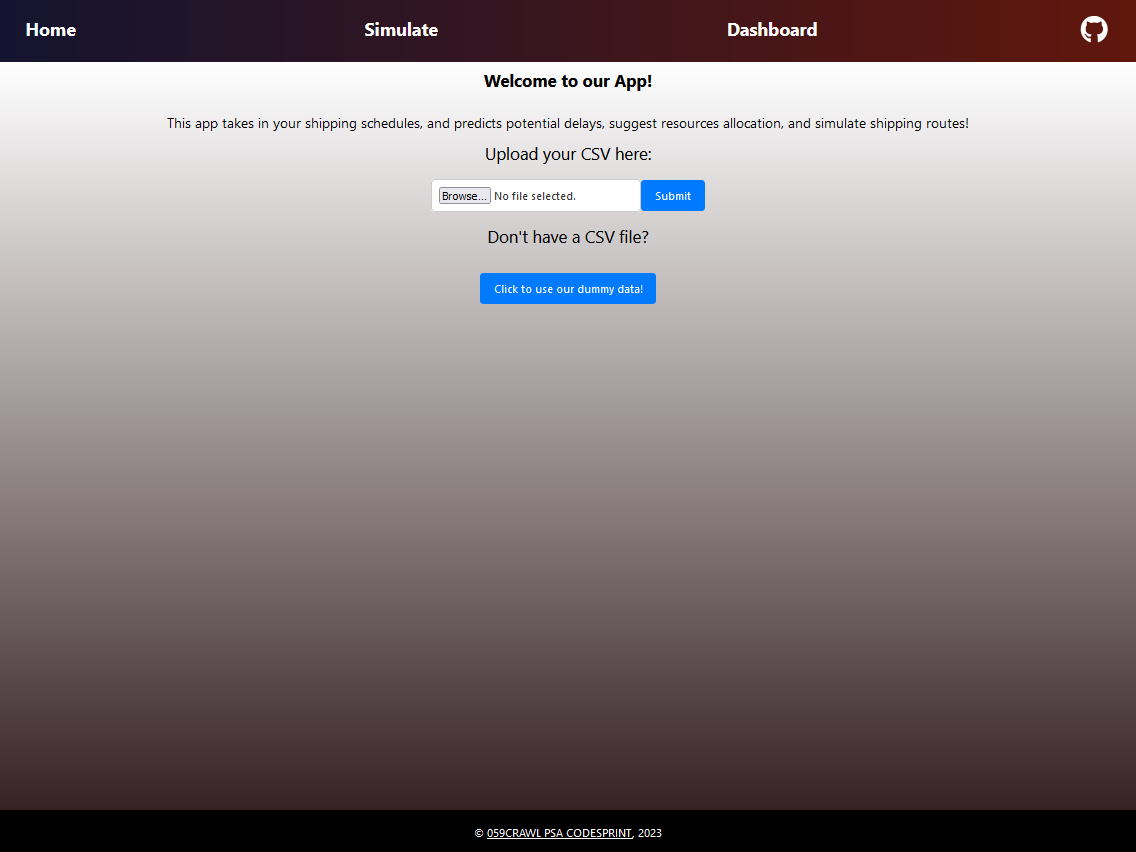 Home Simulate Dashboard
Welcome to our App!
This app takes in your shipping schedules, and predicts potential delays, suggest resources allocation, and simulate shipping routes!
Upload your CSV here:
Browse... No file selected. Submit
Don't have a CSV file?
Click to use our dummy data!
© 059CRAWL PSA CODESPRINT, 2023